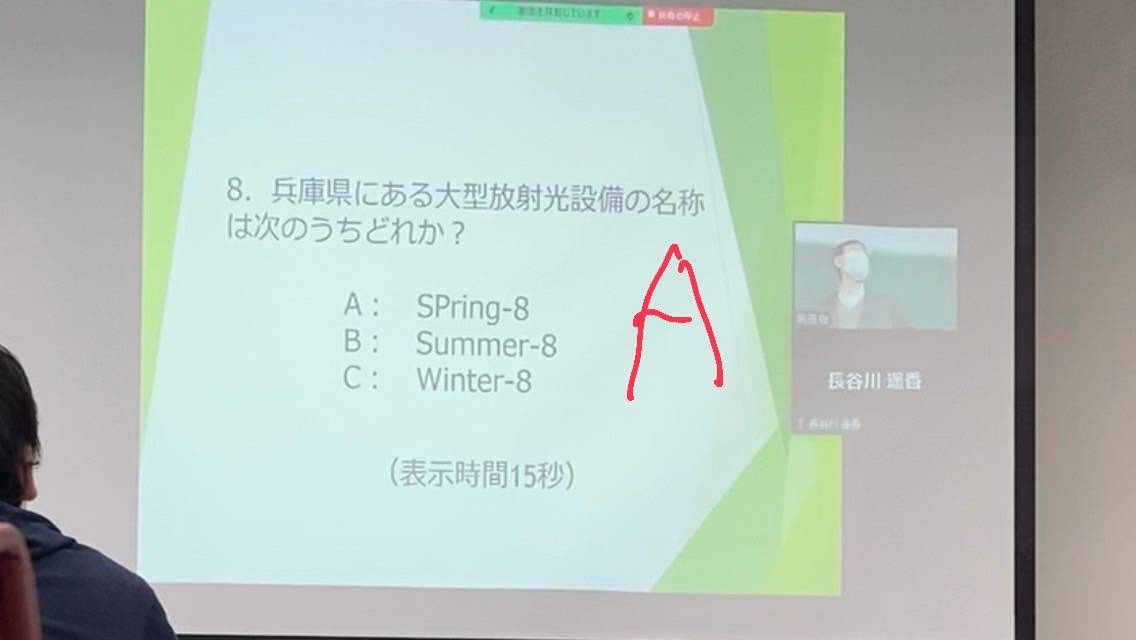 画面を共有しています
共有の停止
8．兵庫県にある大型放射光設備の名称
は次のうちどれか？
A： SPring-8
B： Summer-8
C： Winter-8
A
（表示時間15秒）
長谷川 遥香
長谷川 遥香